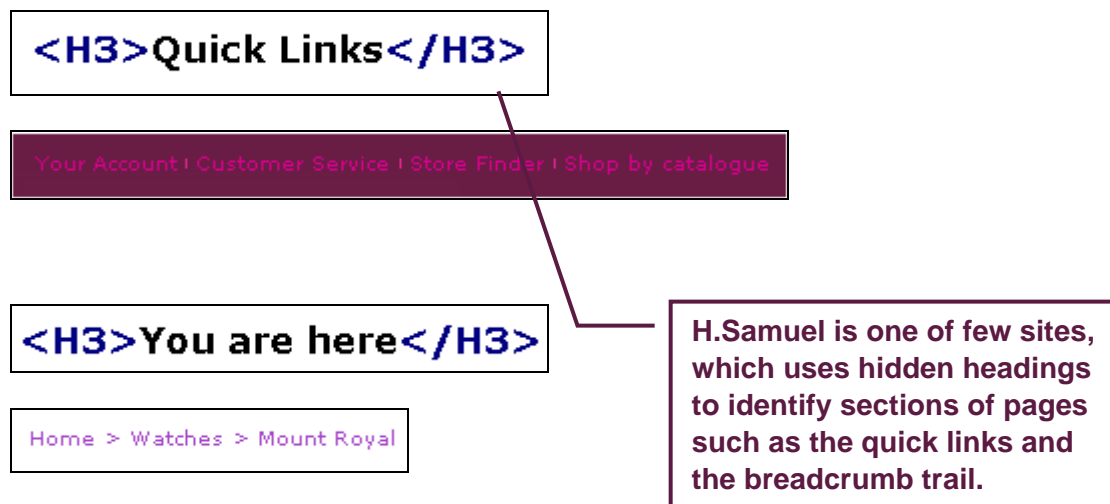 <H3>Quick Links</H3>
Your Account | Customer Service | Store Finder | Shop by catalogue
<H3>You are here</H3>
Home > Watches > Mount Royal
H.Samuel is one of few sites,
which uses hidden headings
to identify sections of pages
such as the quick links and
the breadcrumb trail.